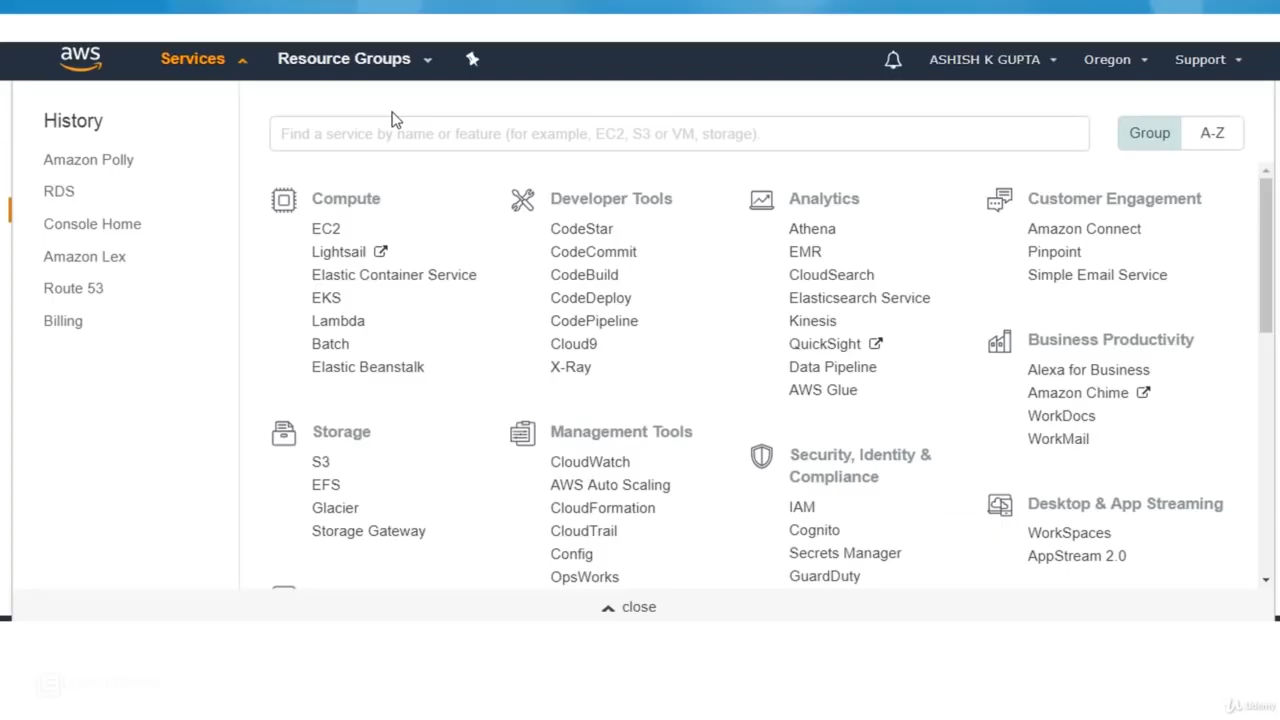 aws
Services
Resource Groups
ASHISH K GUPTA
Oregon
Support
History
Amazon Polly
RDS
Console Home
Amazon Lex
Route 53
Billing
Find a service by name or feature (for example, EC2, S3 or VM, storage).
Group
A-Z
Compute
EC2
Lightsail
Elastic Container Service
EKS
Lambda
Batch
Elastic Beanstalk
Storage
S3
EFS
Glacier
Storage Gateway
Developer Tools
CodeStar
CodeCommit
CodeBuild
CodeDeploy
CodePipeline
Cloud9
X-Ray
Management Tools
CloudWatch
AWS Auto Scaling
CloudFormation
CloudTrail
Config
OpsWorks
Analytics
Athena
EMR
CloudSearch
Elasticsearch Service
Kinesis
QuickSight
Data Pipeline
AWS Glue
Security, Identity &
Compliance
IAM
Cognito
Secrets Manager
GuardDuty
Customer Engagement
Amazon Connect
Pinpoint
Simple Email Service
Business Productivity
Alexa for Business
Amazon Chime
WorkDocs
WorkMail
Desktop & App Streaming
WorkSpaces
AppStream 2.0
close
Udemy